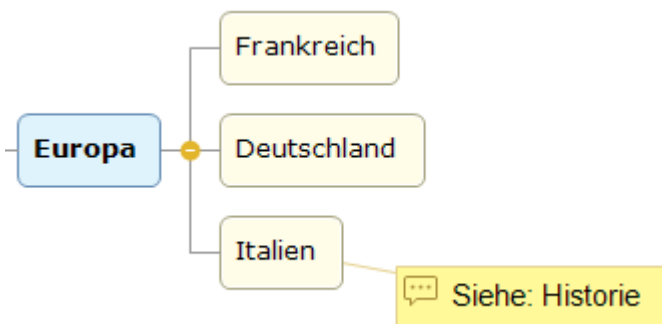 Frankreich
Europa
Deutschland
Italien
Siehe: Historie